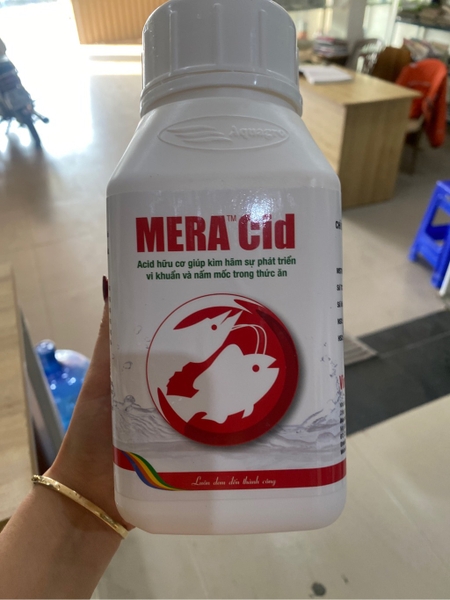 MERA™ Cid
Acid hữu cơ giúp kìm hãm sự phát triển
vi khuẩn và nấm mốc trong thức ăn
Luôn đem đến thành công